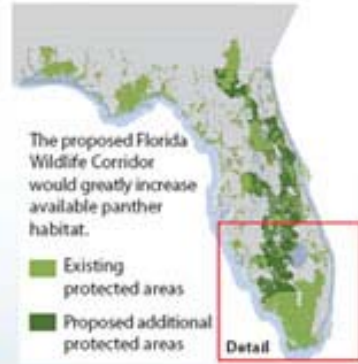 The proposed Florida
Wildlife Corridor
would greatly increase
available panther
habitat.
Existing
protected areas
Proposed additional
protected areas
Detail